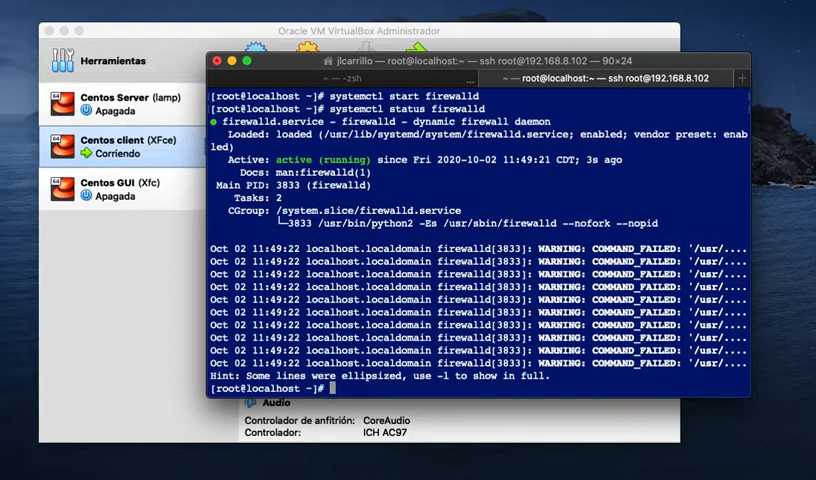 Oracle VM VirtualBox Administrador
Herramientas
64
Centos Server (lamp)
Apagada
64
Centos client (XFce)
Corriendo
64
Centos GUI (Xfc)
Apagada
jlcarrillo — root@localhost:~ — ssh root@192.168.8.102 — 90×24
~ — -zsh
...
~ — root@localhost:~ — ssh root@192.168.8.102
+
[root@localhost ~]# systemctl start firewalld
[root@localhost ~]# systemctl status firewalld
● firewalld.service - firewalld - dynamic firewall daemon
Loaded: loaded (/usr/lib/systemd/system/firewalld.service; enabled; vendor preset: enab
led)
Active: active (running) since Fri 2020-10-02 11:49:21 CDT; 3s ago
Docs: man:firewalld(1)
Main PID: 3833 (firewalld)
Tasks: 2
CGroup: /system.slice/firewalld.service
└─3833 /usr/bin/python2 -Es /usr/sbin/firewalld --nofork --nopid
Oct 02 11:49:22 localhost.localdomain firewalld[3833]: WARNING: COMMAND_FAILED: '/usr/....
Oct 02 11:49:22 localhost.localdomain firewalld[3833]: WARNING: COMMAND_FAILED: '/usr/....
Oct 02 11:49:22 localhost.localdomain firewalld[3833]: WARNING: COMMAND_FAILED: '/usr/....
Oct 02 11:49:22 localhost.localdomain firewalld[3833]: WARNING: COMMAND_FAILED: '/usr/....
Oct 02 11:49:22 localhost.localdomain firewalld[3833]: WARNING: COMMAND_FAILED: '/usr/....
Oct 02 11:49:22 localhost.localdomain firewalld[3833]: WARNING: COMMAND_FAILED: '/usr/....
Oct 02 11:49:22 localhost.localdomain firewalld[3833]: WARNING: COMMAND_FAILED: '/usr/....
Oct 02 11:49:22 localhost.localdomain firewalld[3833]: WARNING: COMMAND_FAILED: '/usr/....
Oct 02 11:49:22 localhost.localdomain firewalld[3833]: WARNING: COMMAND_FAILED: '/usr/....
Oct 02 11:49:22 localhost.localdomain firewalld[3833]: WARNING: COMMAND_FAILED: '/usr/....
Hint: Some lines were ellipsized, use -l to show in full.
[root@localhost ~]#
Audio
Controlador de anfitrión: CoreAudio
Controlador: ICH AC97